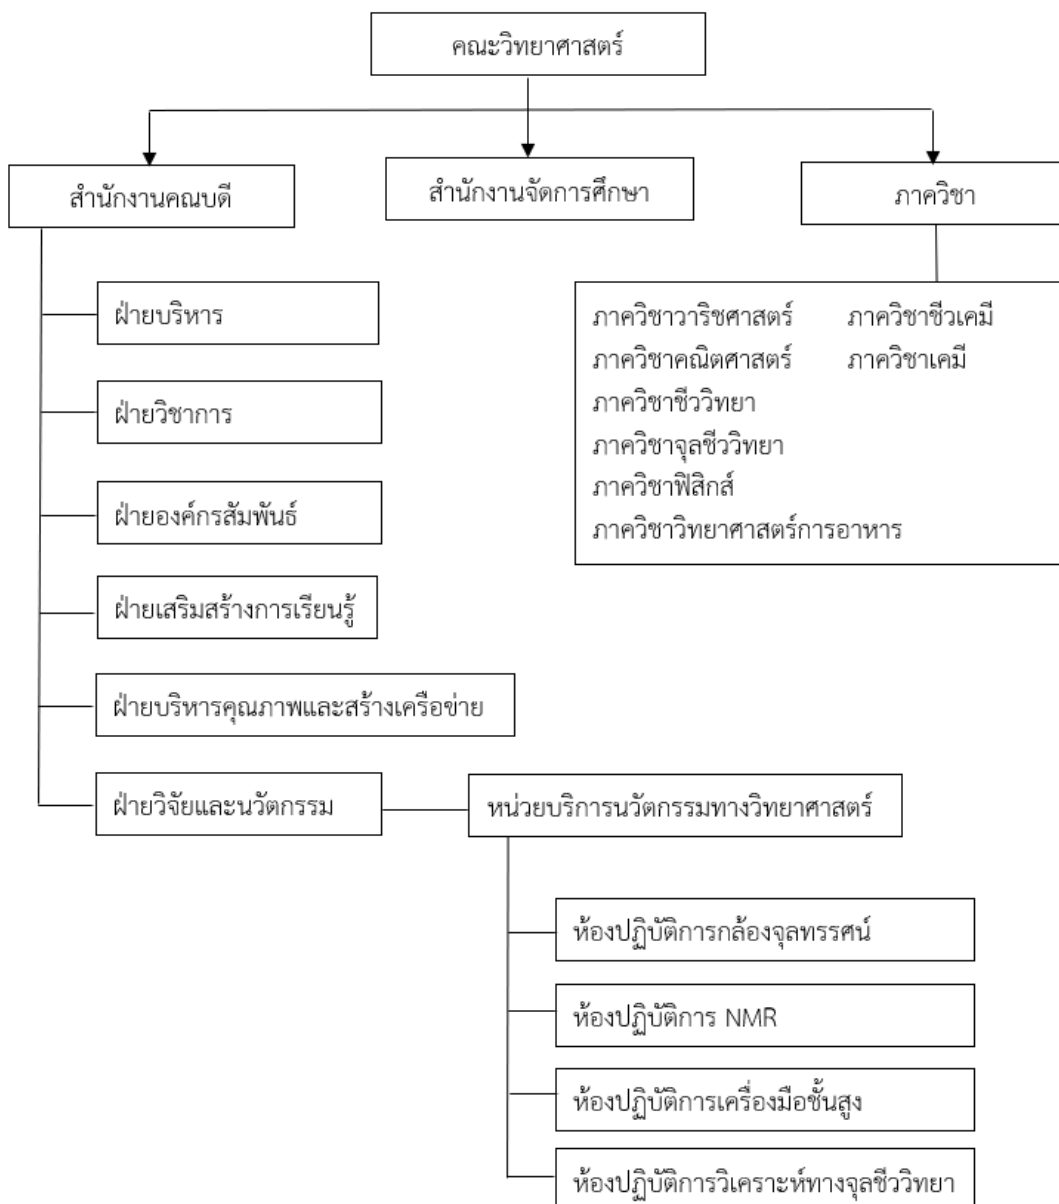 คณะวิทยาศาสตร์
สำนักงานคณบดี
สำนักงานจัดการศึกษา
ภาควิชา
ฝ่ายบริหาร
ฝ่ายวิชาการ
ฝ่ายองค์กรสัมพันธ์
ฝ่ายเสริมสร้างการเรียนรู้
ฝ่ายบริหารคุณภาพและสร้างเครือข่าย
ฝ่ายวิจัยและนวัตกรรม
หน่วยบริการนวัตกรรมทางวิทยาศาสตร์
ห้องปฏิบัติการกล้องจุลทรรศน์
ห้องปฏิบัติการ NMR
ห้องปฏิบัติการเครื่องมือชั้นสูง
ห้องปฏิบัติการวิเคราะห์ทางจุลชีววิทยา
ภาควิชาวาริชศาสตร์ ภาควิชาชีวเคมี
ภาควิชาคณิตศาสตร์ ภาควิชาเคมี
ภาควิชาชีววิทยา
ภาควิชาจุลชีววิทยา
ภาควิชาฟิสิกส์
ภาควิชาวิทยาศาสตร์การอาหาร